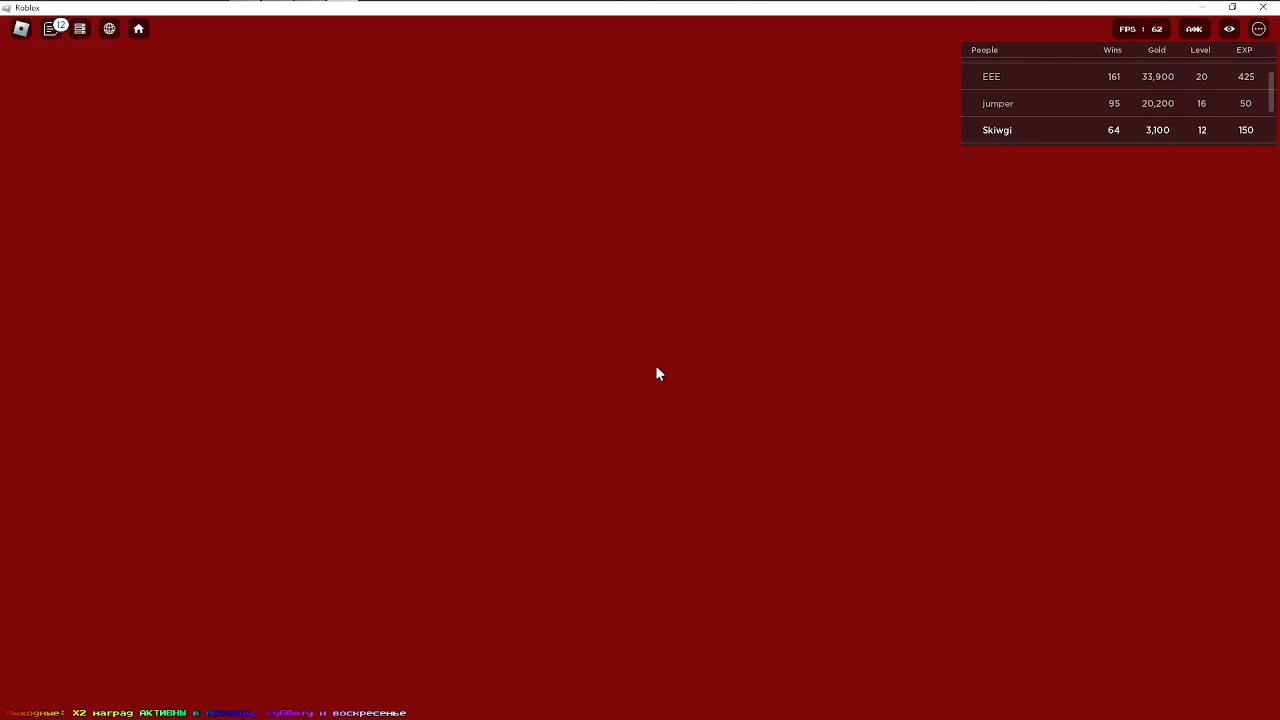 Roblox
12
FPS : 62
АФК
People Wins Gold Level EXP
EEE 161 33,900 20 425
jumper 95 20,200 16 50
Skiwgi 64 3,100 12 150
Выходные: X2 наград АКТИВНЫ в пятницу, субботу и воскресенье